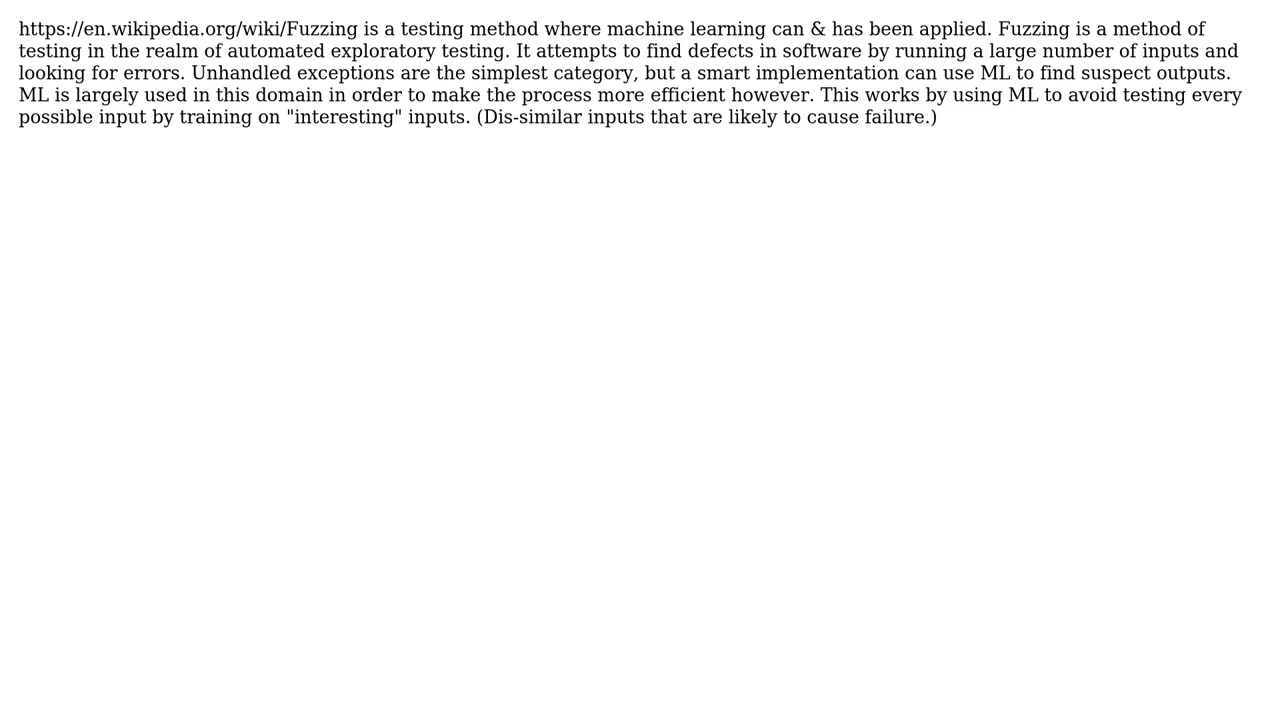 https://en.wikipedia.org/wiki/Fuzzing is a testing method where machine learning can & has been applied. Fuzzing is a method of
testing in the realm of automated exploratory testing. It attempts to find defects in software by running a large number of inputs and
looking for errors. Unhandled exceptions are the simplest category, but a smart implementation can use ML to find suspect outputs.
ML is largely used in this domain in order to make the process more efficient however. This works by using ML to avoid testing every
possible input by training on "interesting" inputs. (Dis-similar inputs that are likely to cause failure.)